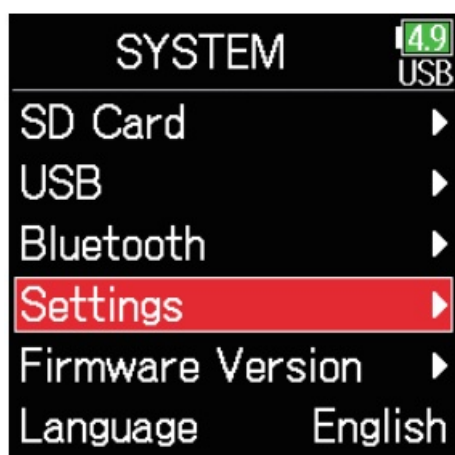 SYSTEM 4.9
USB
SD Card
USB
Bluetooth
Settings
Firmware Version
Language English